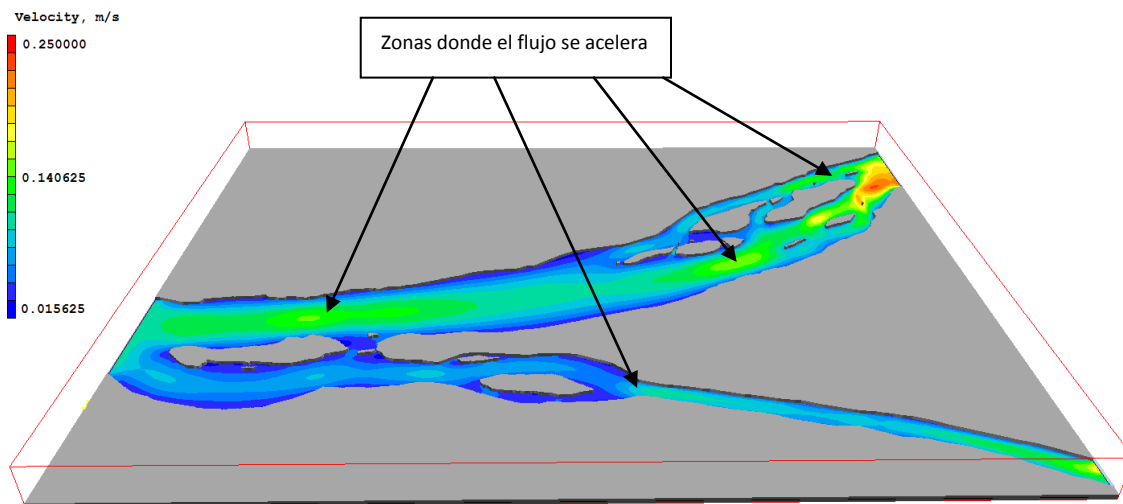 Velocity, m/s
0.250000
Zonas donde el flujo se acelera
0.140625
0.015625